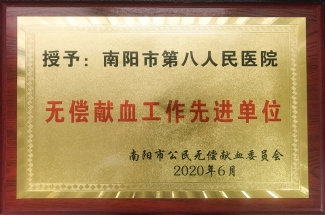 授予：南阳市第八人民医院
无偿献血工作先进单位
南阳市公民无偿献血委员会
2020年6月